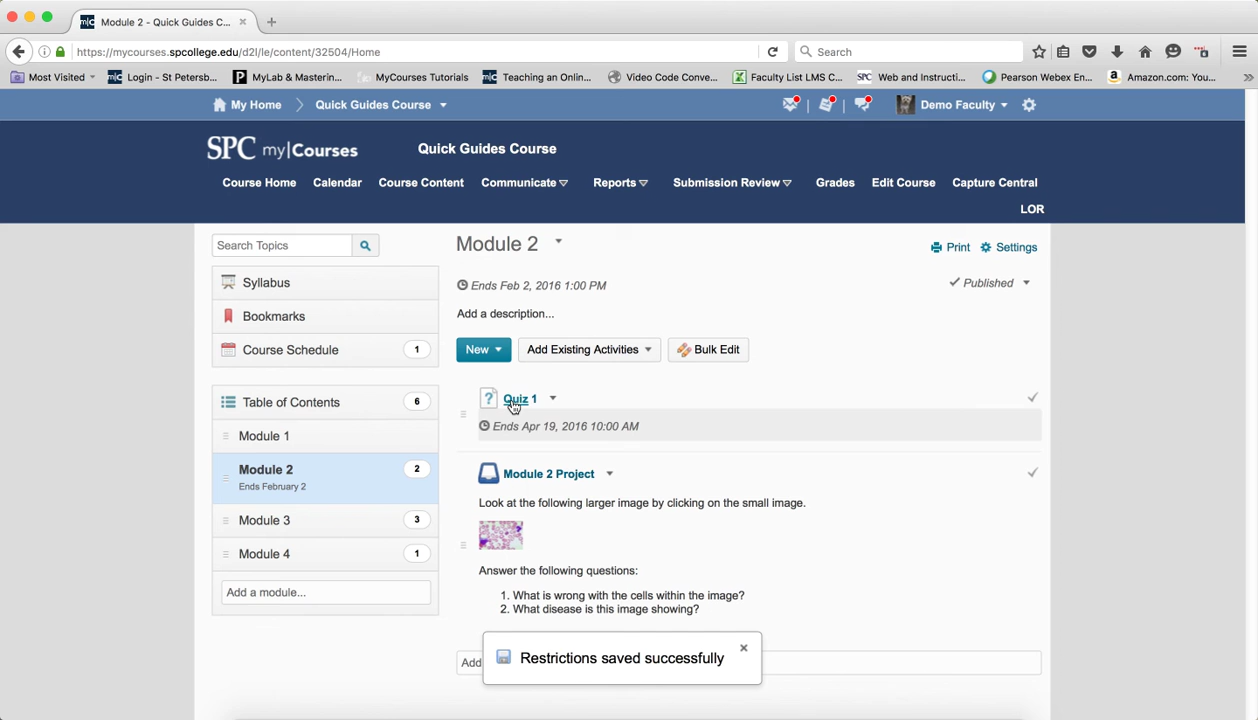 Module 2 - Quick Guides C...
https://mycourses.spcollege.edu/d2l/le/content/32504/Home
Search
Most Visited
Login - St Petersb...
MyLab & Masterin...
MyCourses Tutorials
Teaching an Onlin...
Video Code Conve...
Faculty List LMS C...
Web and Instructi...
Pearson Webex En...
Amazon.com: You...
My Home
Quick Guides Course
Demo Faculty
SPC my|Courses
Quick Guides Course
Course Home
Calendar
Course Content
Communicate
Reports
Submission Review
Grades
Edit Course
Capture Central
LOR
Search Topics
Syllabus
Bookmarks
Course Schedule 1
Table of Contents 6
Module 1
Module 2 2
Ends February 2
Module 3 3
Module 4 1
Add a module...
Module 2
Print
Settings
Ends Feb 2, 2016 1:00 PM
Published
Add a description...
New
Add Existing Activities
Bulk Edit
Quiz 1
Ends Apr 19, 2016 10:00 AM
Module 2 Project
Look at the following larger image by clicking on the small image.
Answer the following questions:
1. What is wrong with the cells within the image?
2. What disease is this image showing?
Add
Restrictions saved successfully